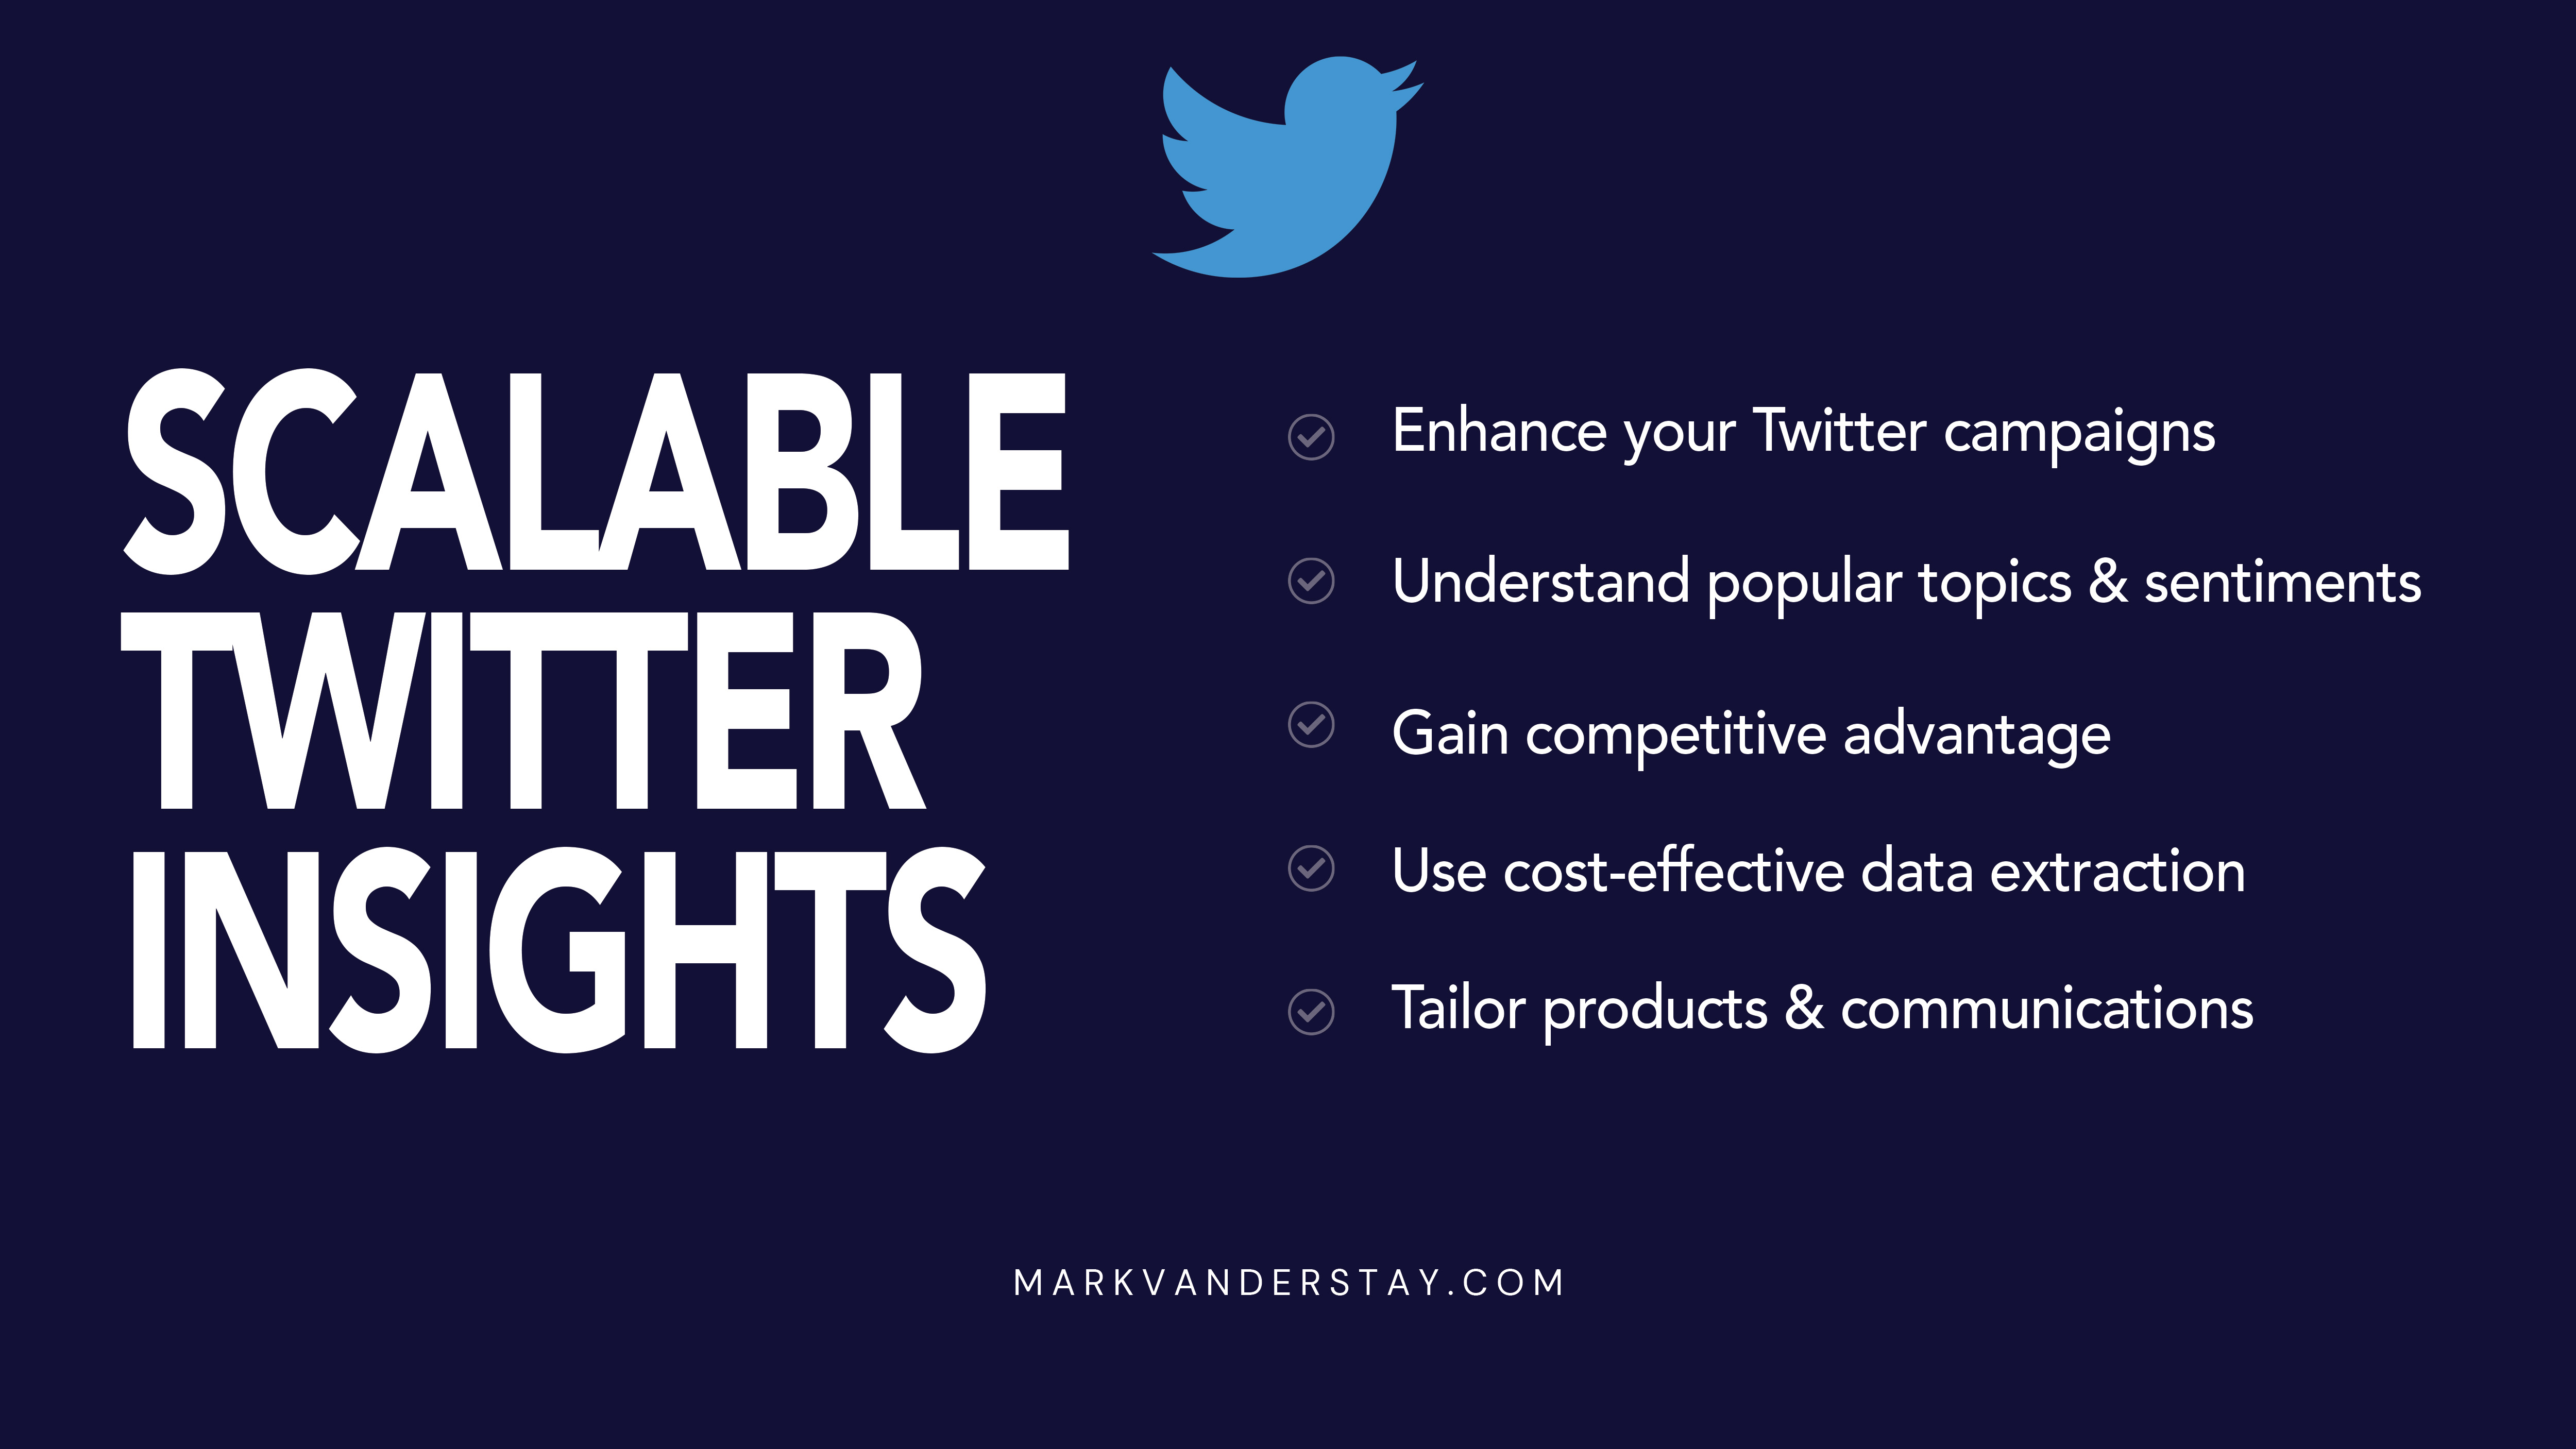 SCALABLE
TWITTER
INSIGHTS
Enhance your Twitter campaigns
Understand popular topics & sentiments
Gain competitive advantage
Use cost-effective data extraction
Tailor products & communications
MARKVANDERSTAY.COM